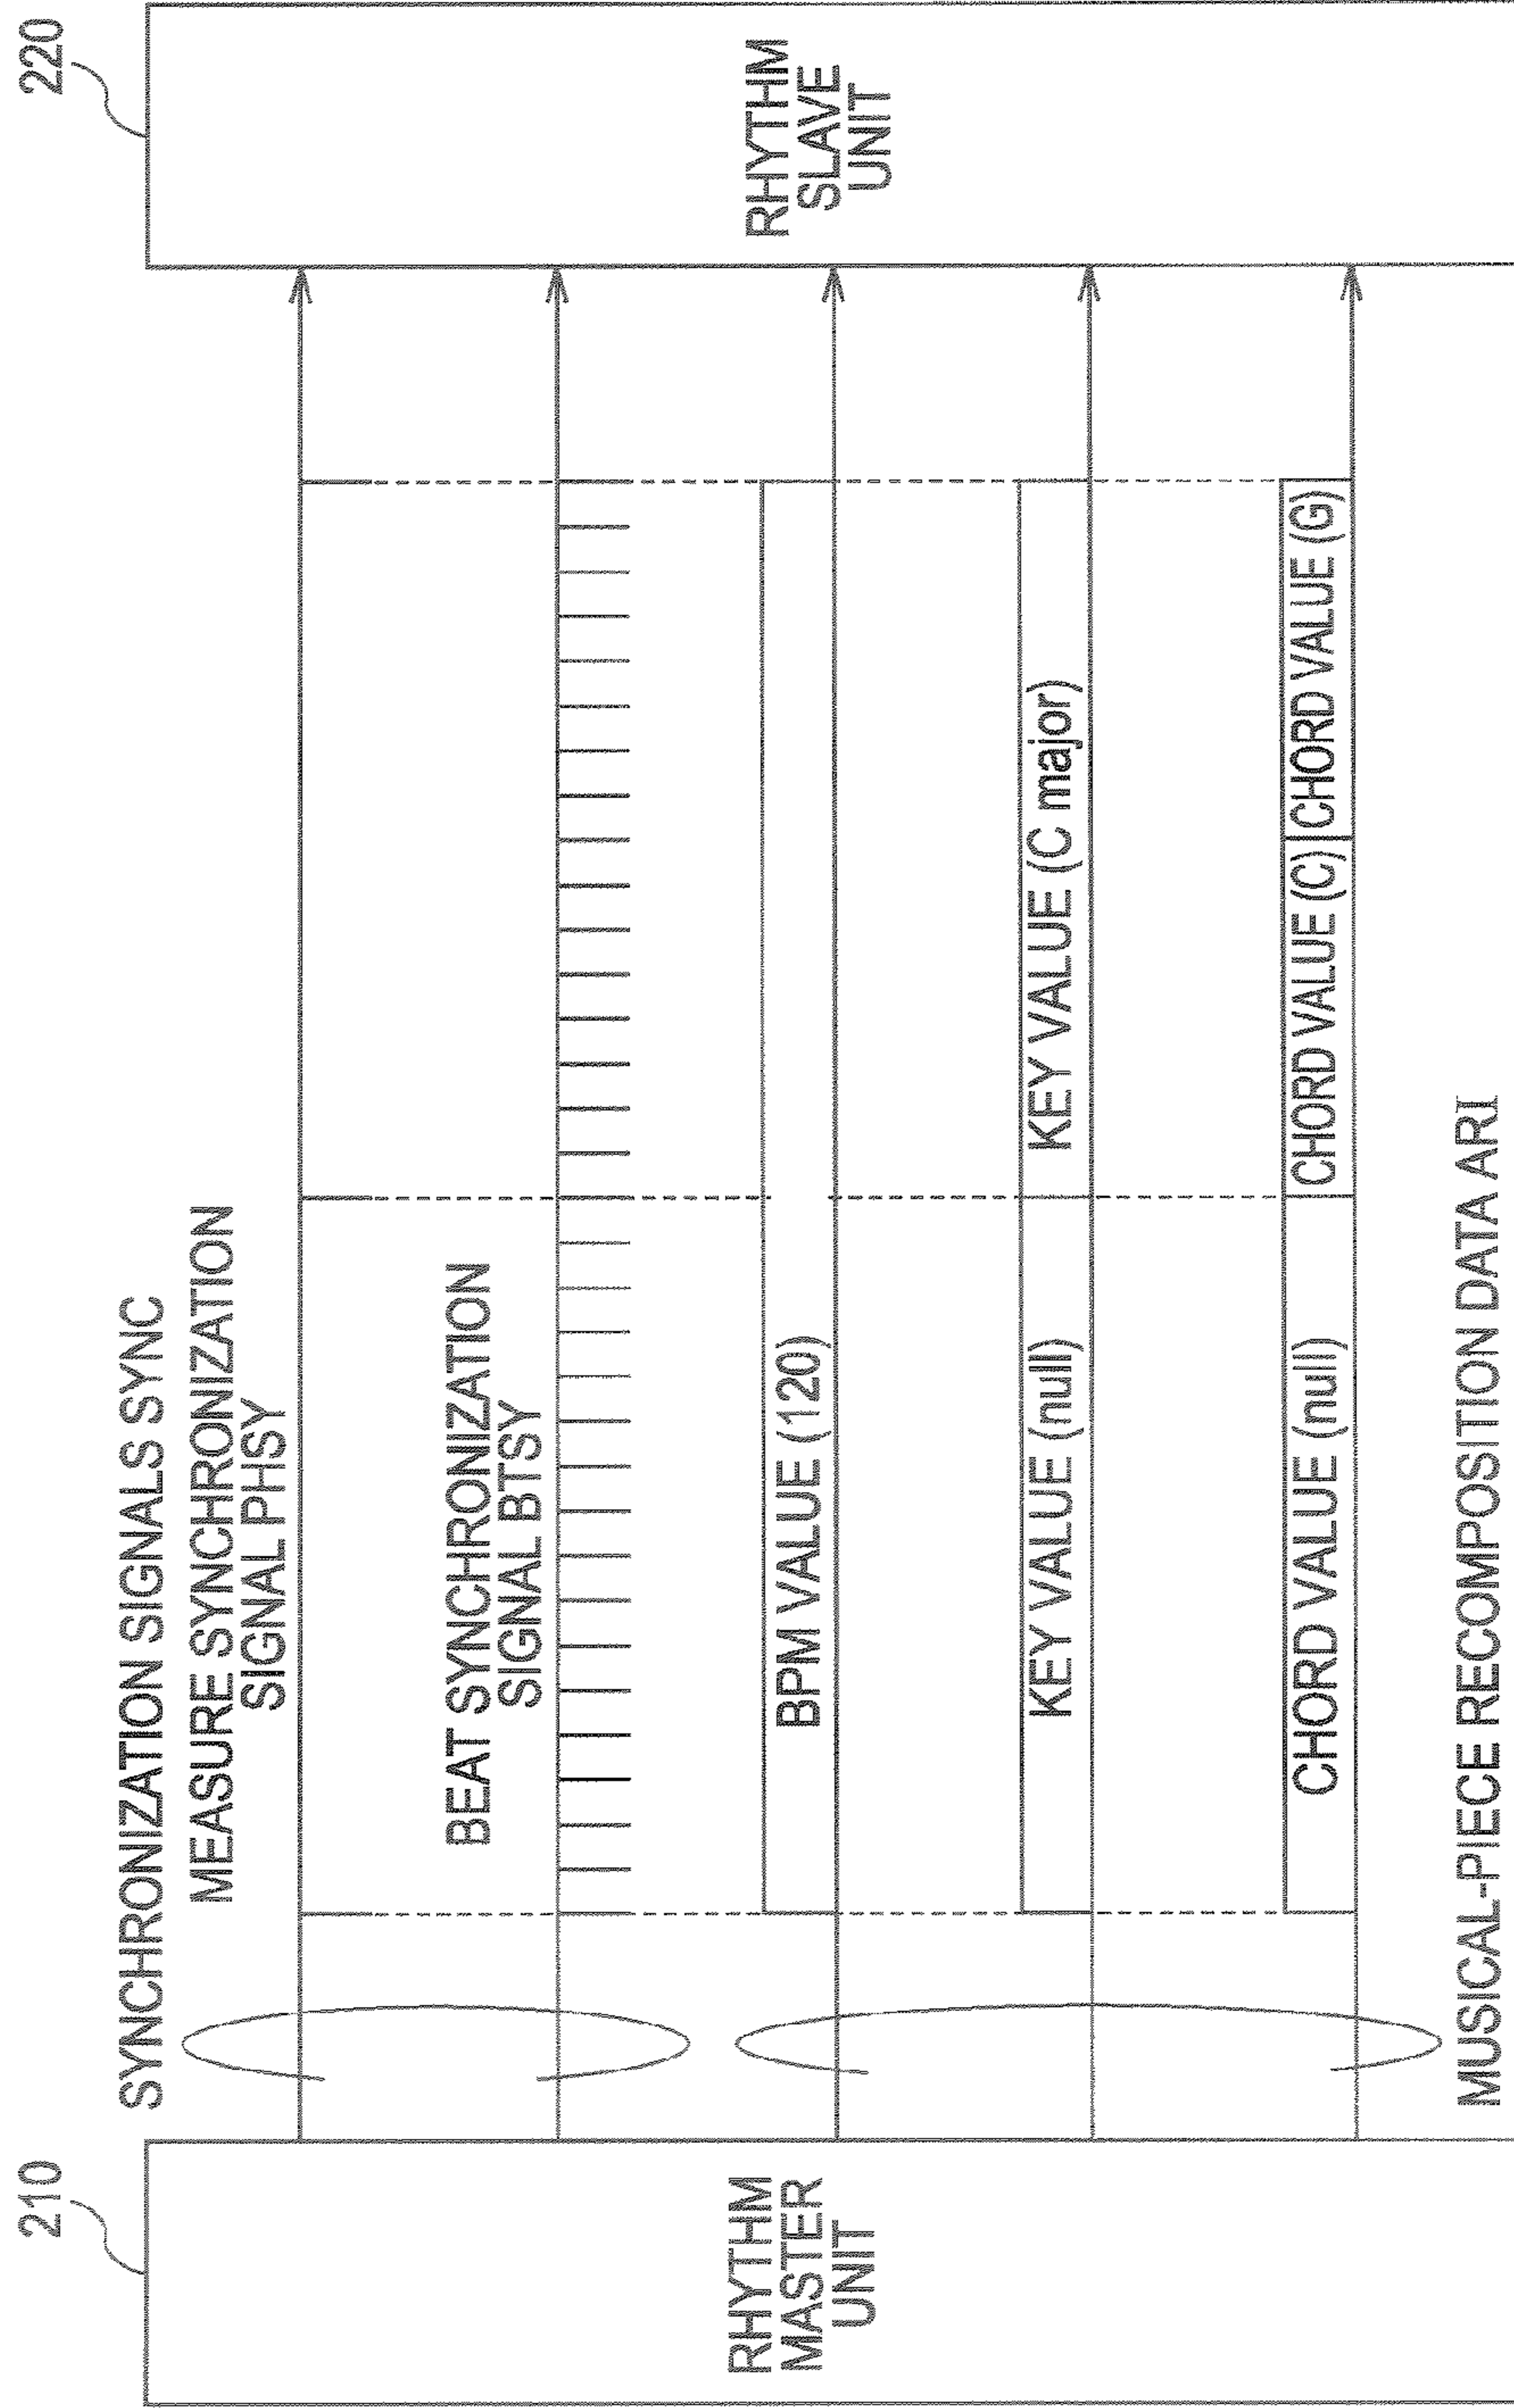 210
220
SYNCHRONIZATION SIGNALS SYNC
MEASURE SYNCHRONIZATION
SIGNAL PHSY
BEAT SYNCHRONIZATION
SIGNAL BTSY
RHYTHM
MASTER
UNIT
RHYTHM
SLAVE
UNIT
BPM VALUE (120)
KEY VALUE (null)
KEY VALUE (C major)
CHORD VALUE (null)
CHORD VALUE (C)
CHORD VALUE (G)
MUSICAL-PIECE RECOMPOSITION DATA ARI